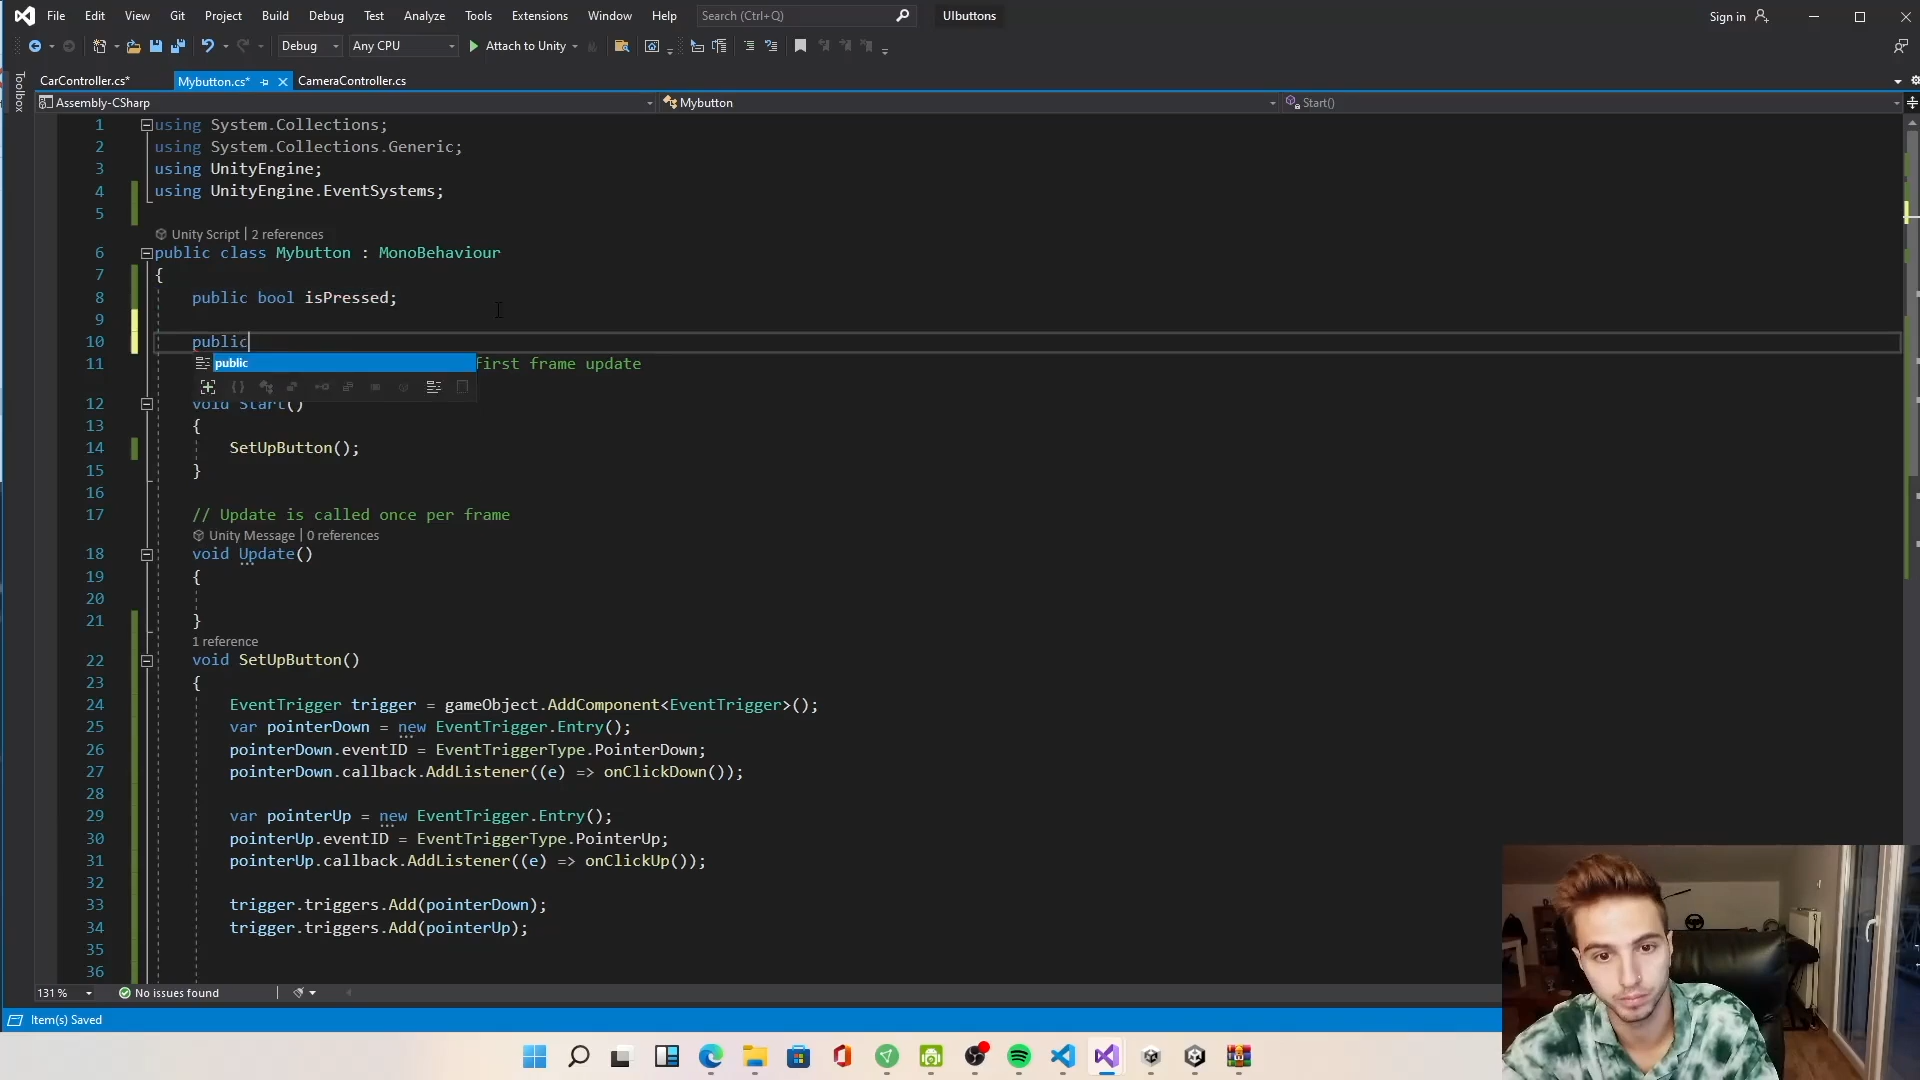 File Edit View Git Project Build Debug Test Analyze Tools Extensions Window Help Search (Ctrl+Q) UIbuttons Sign in
Debug Any CPU Attach to Unity
CarController.cs* Mybutton.cs* CameraController.cs
Toolbox
Assembly-CSharp Mybutton Start()
1 using System.Collections;
2 using System.Collections.Generic;
3 using UnityEngine;
4 using UnityEngine.EventSystems;
5
Unity Script | 2 references
6 public class Mybutton : MonoBehaviour
7 {
8 public bool isPressed;
9
10 public
public
11 first frame update
12 void Start()
13 {
14 SetUpButton();
15 }
16
17 // Update is called once per frame
Unity Message | 0 references
18 void Update()
19 {
20
21 }
1 reference
22 void SetUpButton()
23 {
24 EventTrigger trigger = gameObject.AddComponent<EventTrigger>();
25 var pointerDown = new EventTrigger.Entry();
26 pointerDown.eventID = EventTriggerType.PointerDown;
27 pointerDown.callback.AddListener((e) => onClickDown());
28
29 var pointerUp = new EventTrigger.Entry();
30 pointerUp.eventID = EventTriggerType.PointerUp;
31 pointerUp.callback.AddListener((e) => onClickUp());
32
33 trigger.triggers.Add(pointerDown);
34 trigger.triggers.Add(pointerUp);
35
36
131 % No issues found
Item(s) Saved